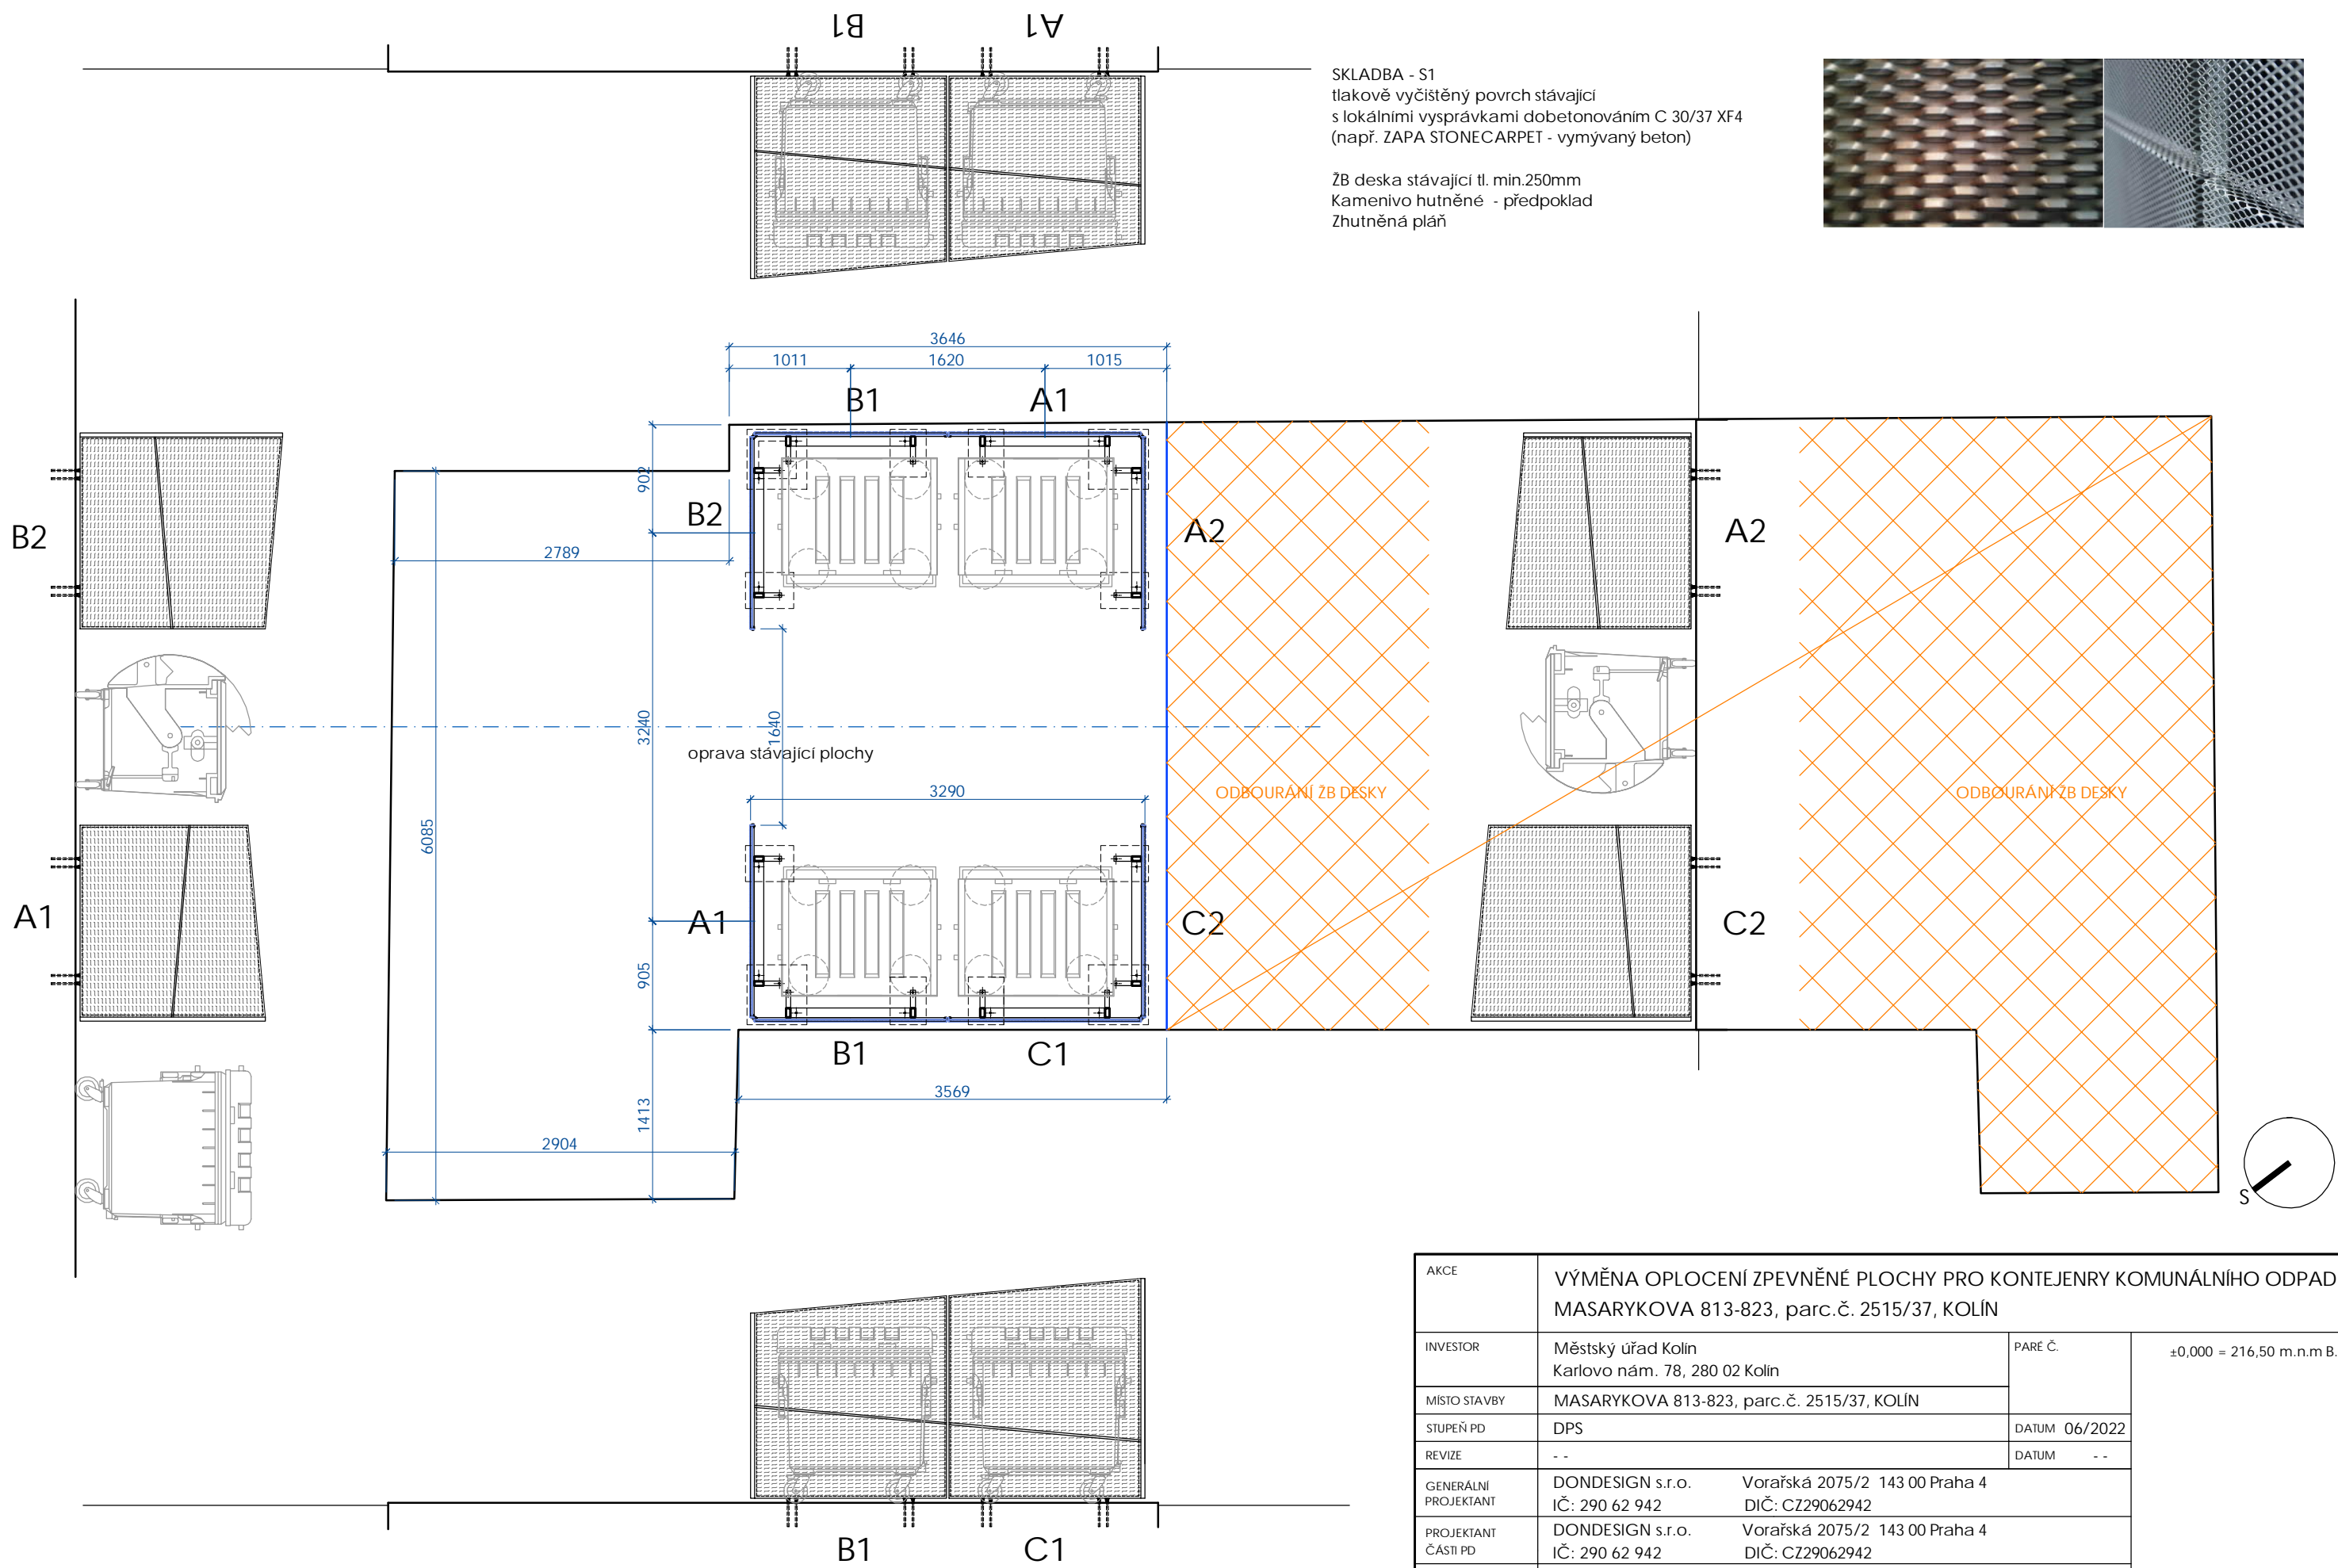 B1 A1
SKLADBA - S1
tlakově vyčištěný povrch stávající
s lokálními vysprávkami dobetonováním C 30/37 XF4
(např. ZAPA STONECARPET - vymývaný beton)
ŽB deska stávající tl. min.250mm
Kamenivo hutněné - předpoklad
Zhutněná pláň
3646
1011 1620 1015
B1 A1
902
B2
B2
A2
A2
2789
3240
1640
oprava stávající plochy
3290
ODBOURÁNÍ ŽB DESKY
ODBOURÁNÍ ŽB DESKY
6085
A1
A1
C2
C2
905
B1 C1
3569
1413
2904
S
B1 C1
AKCE
VÝMĚNA OPLOCENÍ ZPEVNĚNÉ PLOCHY PRO KONTEJENRY KOMUNÁLNÍHO ODPAD
MASARYKOVA 813-823, parc.č. 2515/37, KOLÍN
INVESTOR
Městský úřad Kolín
Karlovo nám. 78, 280 02 Kolín
PARÉ Č.
±0,000 = 216,50 m.n.m B.
MÍSTO STAVBY
MASARYKOVA 813-823, parc.č. 2515/37, KOLÍN
STUPEŇ PD
DPS
DATUM 06/2022
REVIZE
- -
DATUM - -
GENERÁLNÍ
PROJEKTANT
DONDESIGN s.r.o. Vorařská 2075/2 143 00 Praha 4
IČ: 290 62 942 DIČ: CZ29062942
PROJEKTANT
ČÁSTI PD
DONDESIGN s.r.o. Vorařská 2075/2 143 00 Praha 4
IČ: 290 62 942 DIČ: CZ29062942